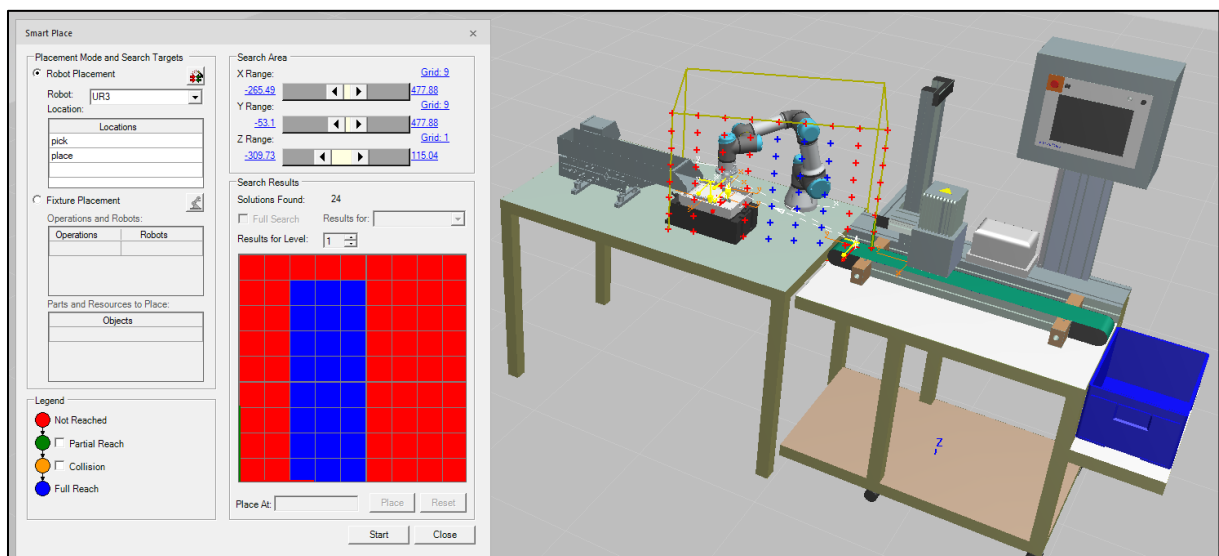 Smart Place
Placement Mode and Search Targets
Robot Placement
Robot:
UR3
Location:
Locations
pick
place
Fixture Placement
Operations and Robots:
Operations
Robots
Parts and Resources to Place:
Objects
Legend
Not Reached
Partial Reach
Collision
Full Reach
Search Area
X Range:
Grid: 9
-265.49
477.88
Y Range:
Grid: 9
-53.1
477.88
Z Range:
Grid: 1
-309.73
115.04
Search Results
Solutions Found:
24
Full Search
Results for:
Results for Level:
1
Place At:
Place
Reset
Start
Close
Z